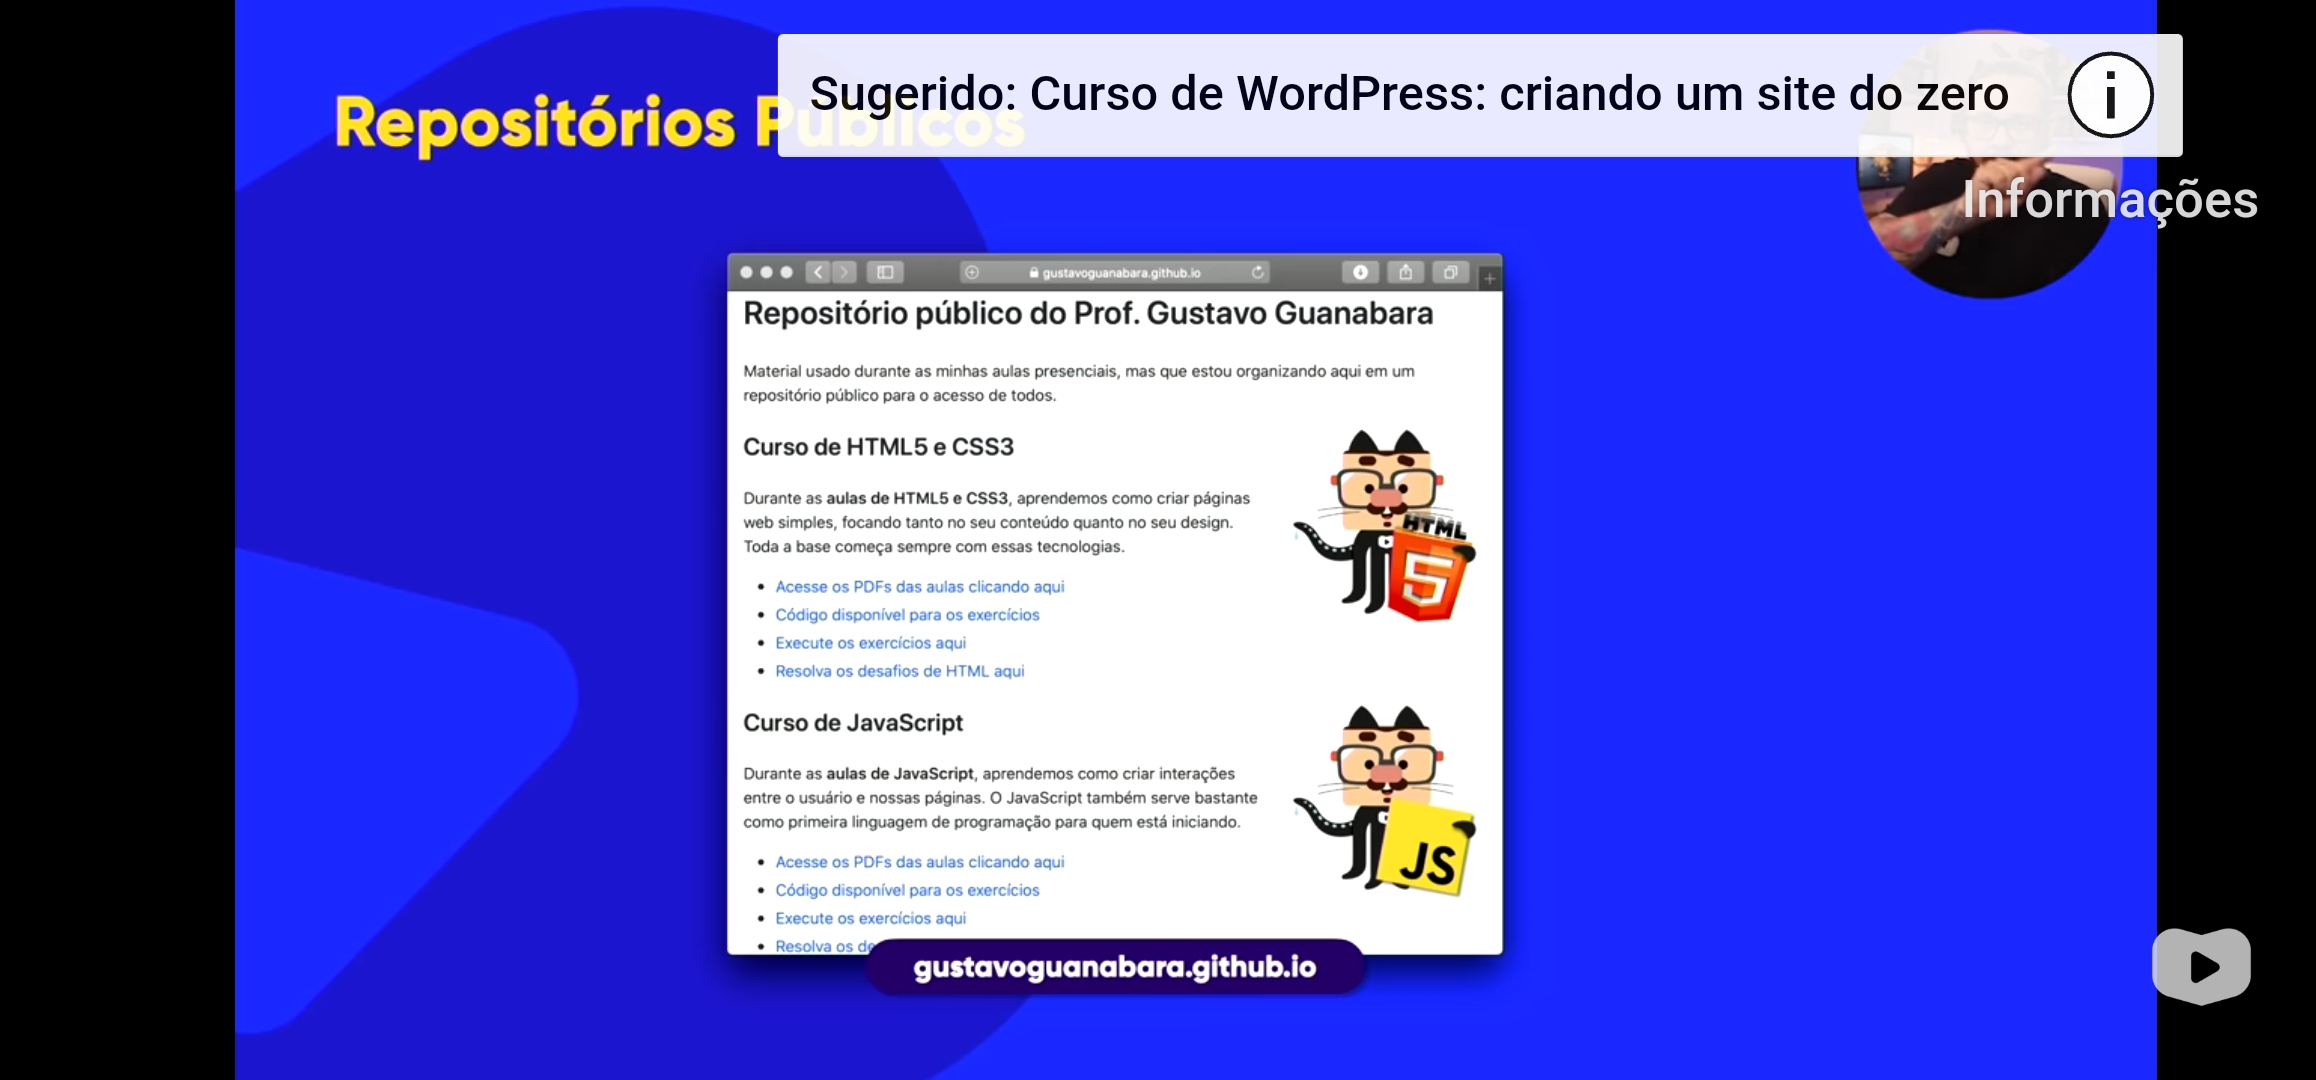 Sugerido: Curso de WordPress: criando um site do zero
Repositórios Públicos
Informações
gustavoguanabara.github.io
Repositório público do Prof. Gustavo Guanabara
Material usado durante as minhas aulas presenciais, mas que estou organizando aqui em um
repositório público para o acesso de todos.
Curso de HTML5 e CSS3
Durante as aulas de HTML5 e CSS3, aprendemos como criar páginas
web simples, focando tanto no seu conteúdo quanto no seu design.
Toda a base começa sempre com essas tecnologias.
HTML
5
Acesse os PDFs das aulas clicando aqui
Código disponível para os exercícios
Execute os exercícios aqui
Resolva os desafios de HTML aqui
Curso de JavaScript
Durante as aulas de JavaScript, aprendemos como criar interações
entre o usuário e nossas páginas. O JavaScript também serve bastante
como primeira linguagem de programação para quem está iniciando.
JS
Acesse os PDFs das aulas clicando aqui
Código disponível para os exercícios
Execute os exercícios aqui
Resolva os de
gustavoguanabara.github.io